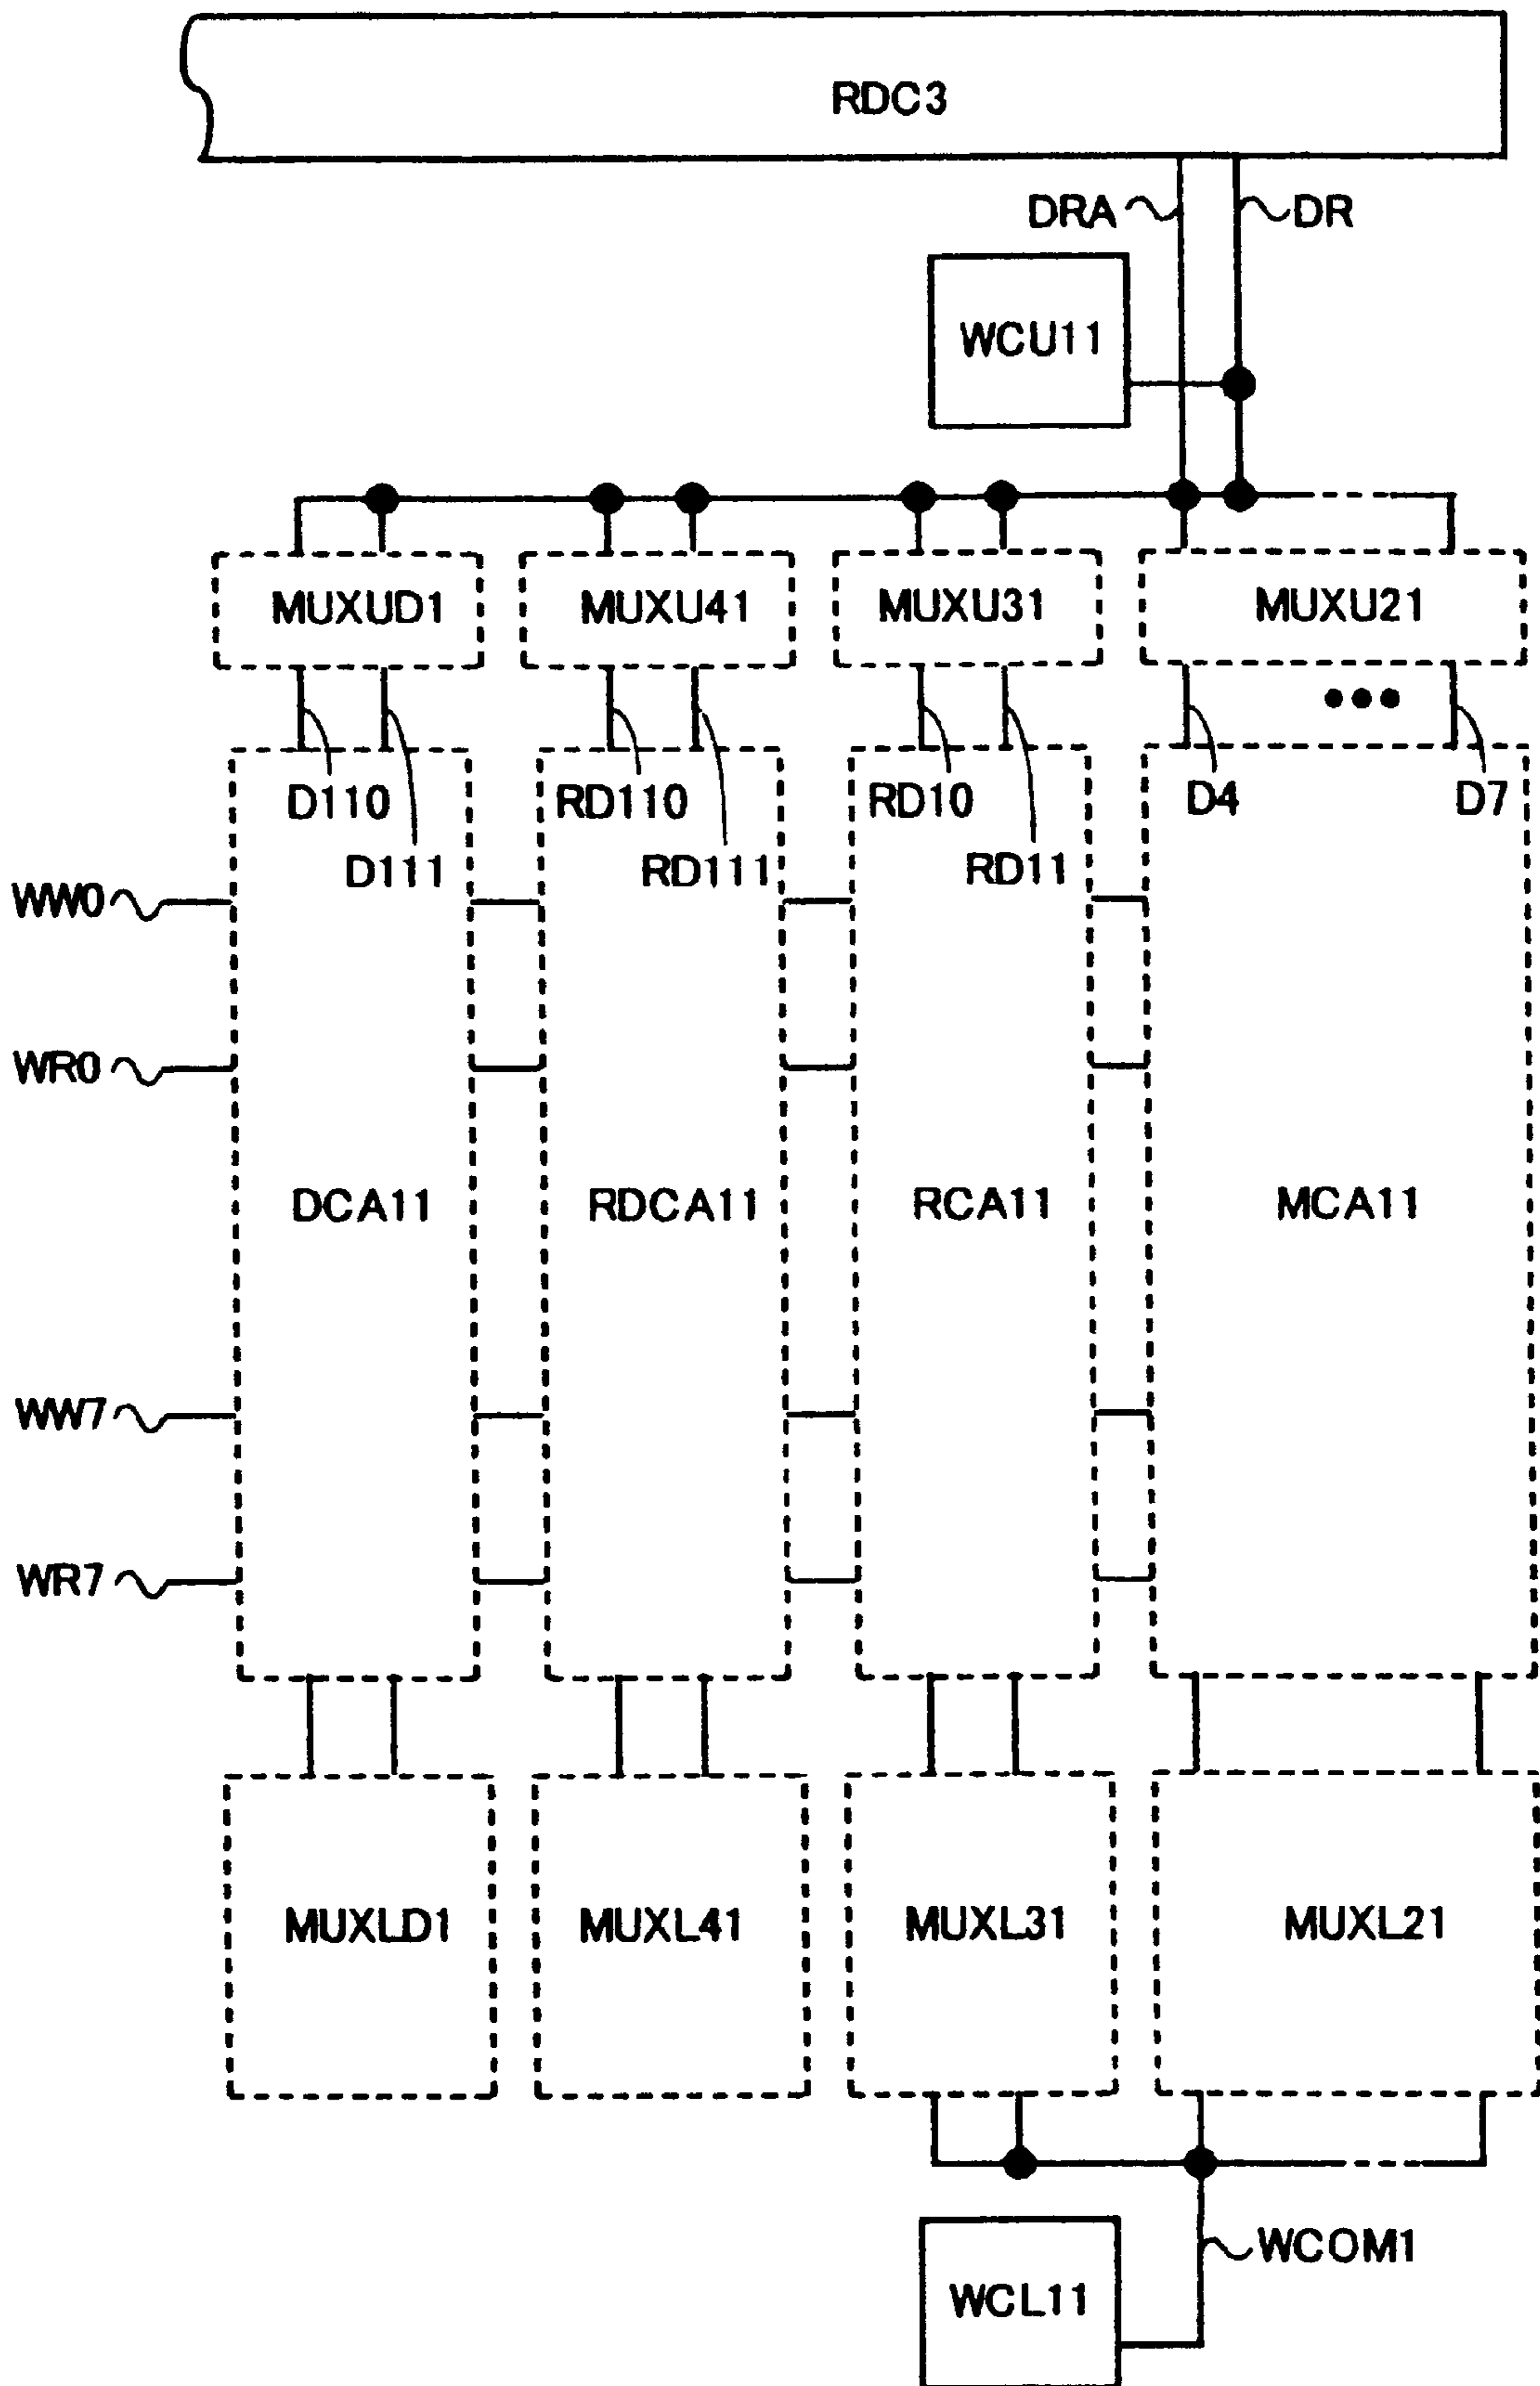 RDC3
DRA DR
WCU11
MUXUD1 MUXU41 MUXU31 MUXU21
D110 RD110 RD10 D4 D7
D111 RD111 RD11
WW0
WR0
DCA11 RDCA11 RCA11 MCA11
WW7
WR7
MUXLD1 MUXL41 MUXL31 MUXL21
WCOM1
WCL11